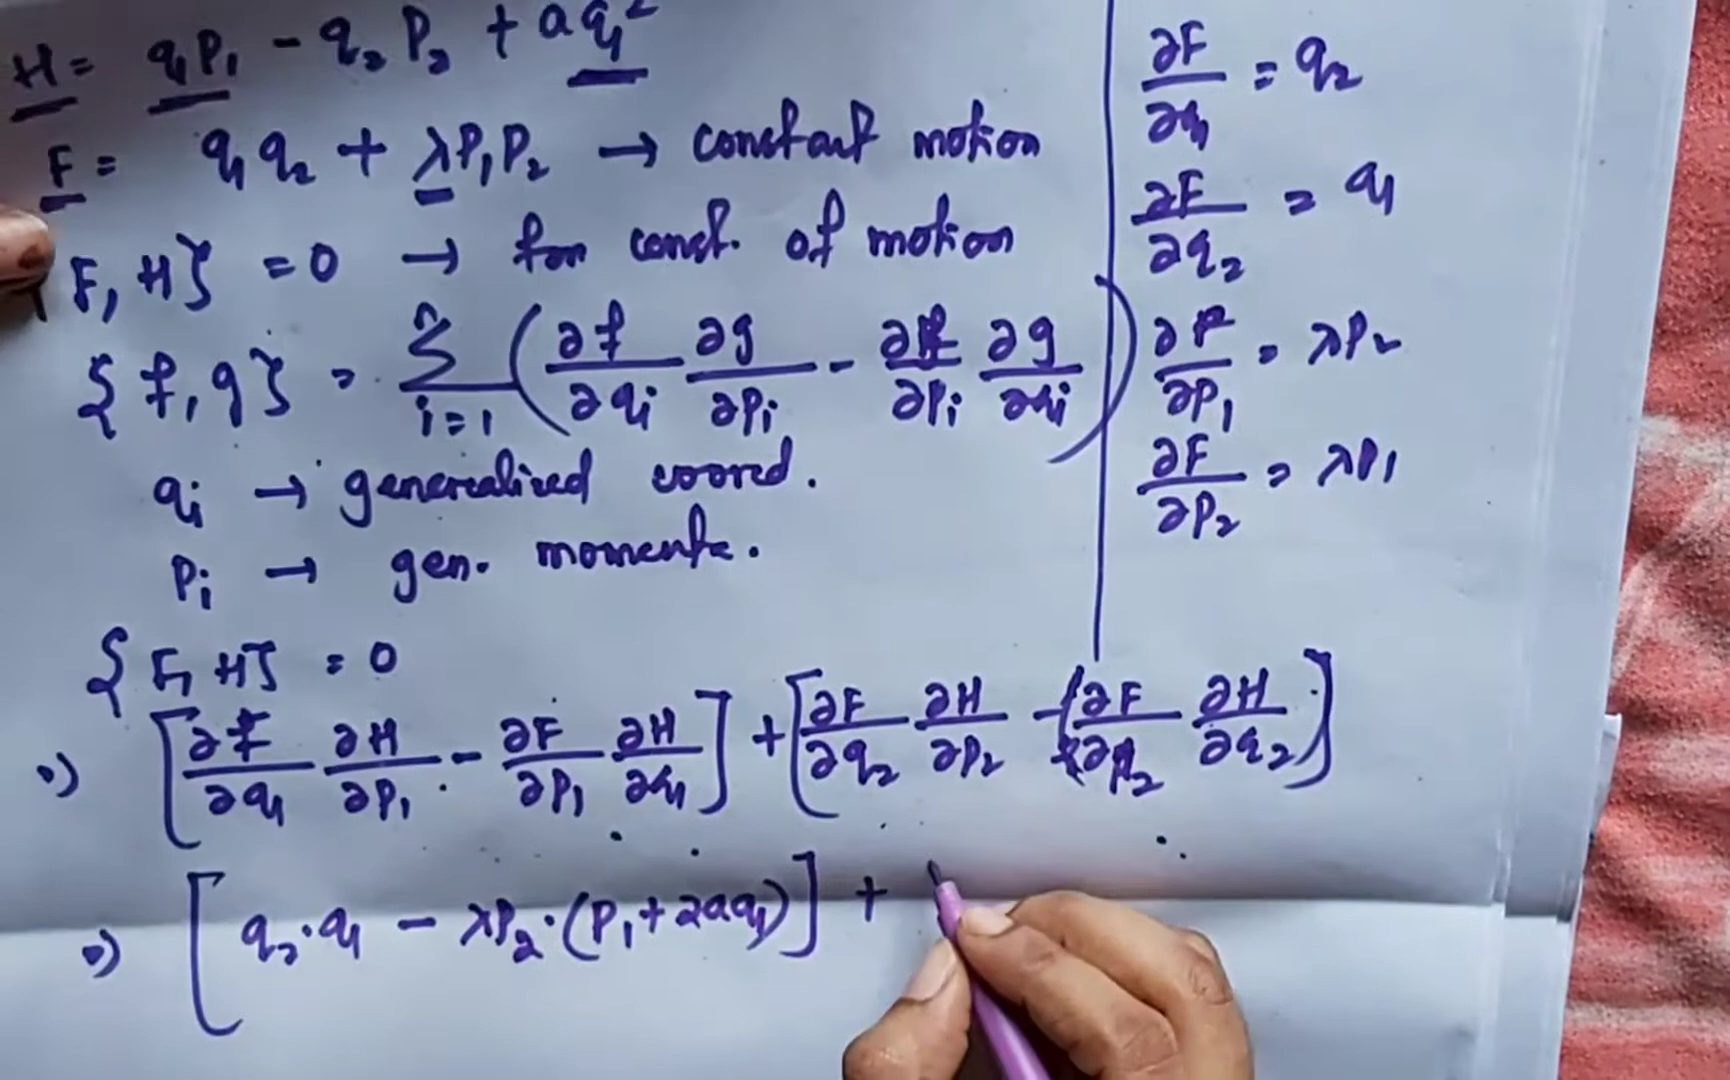 H = q₁P₁ - q₂P₂ + aq₁²
F = q₁q₂ + λP₁P₂ → constant motion
F, H} = 0 → for const. of motion
{f, g} = Σ i=1 n (∂f/∂qi ∂g/∂pi - ∂f/∂pi ∂g/∂qi)
qi → generealized coord.
Pi → gen. momenta.
{F, H} = 0
⇒) [∂F/∂q₁ ∂H/∂P₁ - ∂F/∂P₁ ∂H/∂q₁] + [∂F/∂q₂ ∂H/∂P₂ - ∂F/∂p₂ ∂H/∂q₂]
⇒) [q₂·q₁ - λP₂·(P₁+2aq₁)] +
∂F/∂q₁ = q₂
∂F/∂q₂ = q₁
∂F/∂P₁ = λP₂
∂F/∂P₂ = λP₁